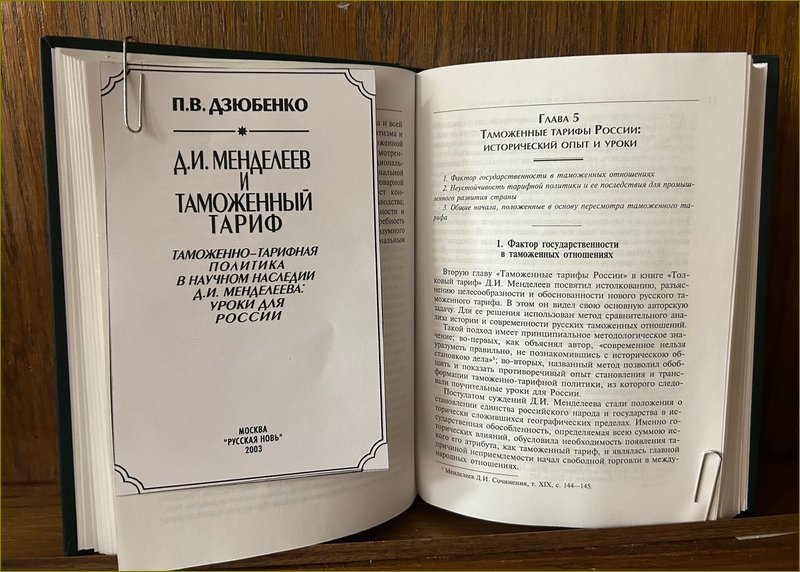 П.В. ДЗЮБЕНКО
Д.И. МЕНДЕЛЕЕВ
И
ТАМОЖЕННЫЙ
ТАРИФ
ТАМОЖЕННО-ТАРИФНАЯ
ПОЛИТИКА
В НАУЧНОМ НАСЛЕДИИ
Д.И. МЕНДЕЛЕЕВА:
УРОКИ ДЛЯ
РОССИИ
МОСКВА
"РУССКАЯ НОВЬ"
2003
и всей
ГЛАВА 5
ТАМОЖЕННЫЕ ТАРИФЫ РОССИИ:
ИСТОРИЧЕСКИЙ ОПЫТ И УРОКИ
1. Фактор государственности в таможенных отношениях
2. Неустойчивость тарифной политики и ее последствия для промыш-
ленного развития страны
3. Общие начала, положенные в основу пересмотра таможенного та-
рифа
1. Фактор государственности
в таможенных отношениях
Вторую главу «Таможенные тарифы России» в книге «Тол-
ковый тариф» Д.И. Менделеев посвятил истолкованию, разъяс-
нению целесообразности и обоснованности нового русского та-
моженного тарифа. В этом он видел свою основную авторскую
задачу. Для ее решения использован метод сравнительного ана-
лиза истории и современности русских таможенных отношений.
Такой подход имеет принципиальное методологическое зна-
чение; во-первых, как объяснял автор, «современное нельзя
уразуметь правильно, не познакомившись с историческою об-
становкою дела»¹; во-вторых, названный метод позволил обоб-
щить и показать противоречивый опыт становления и транс-
формации таможенно-тарифной политики, из которого следо-
вали поучительные уроки для России.
Постулатом суждений Д.И. Менделеева стали положения о
становлении единства российского народа и государства в ис-
торически сложившихся географических пределах. Именно го-
сударственная обособленность, определяемая всею суммою ис-
торических влияний, обусловила необходимость появления та-
кого его атрибута, как таможенный тариф, и являлась главной
причиной неприемлемости начал свободной торговли в между-
народных отношениях.
¹ Менделеев Д.И. Сочинения, т. XIX, с. 144—145.